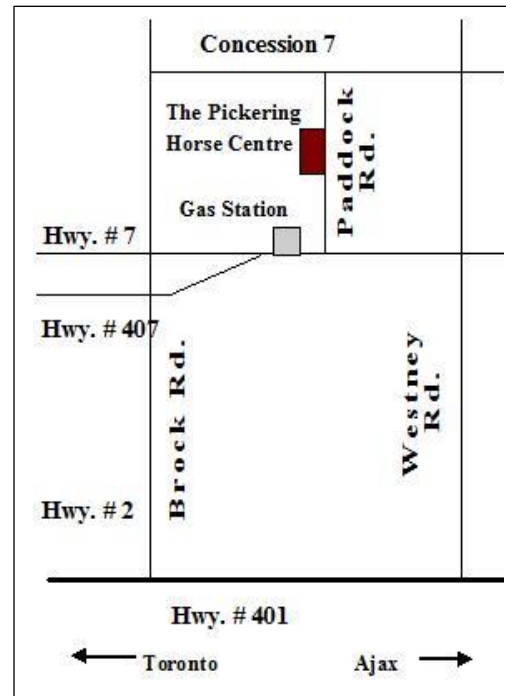 Concession 7
The Pickering
Horse Centre
Paddock
Rd.
Gas Station
Hwy. # 7
Hwy. # 407
Brock Rd.
Westney
Rd.
Hwy. # 2
Hwy. # 401
Toronto
Ajax